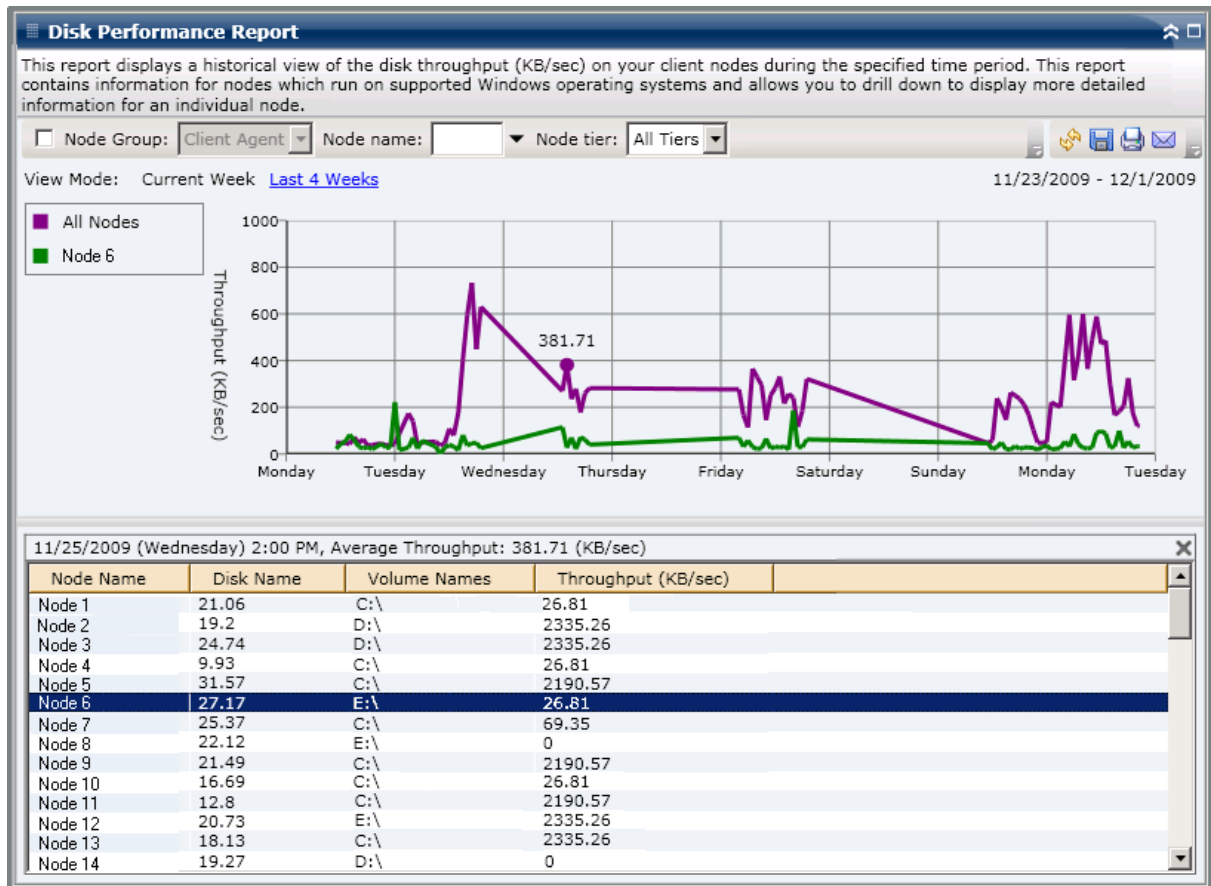 Disk Performance Report
This report displays a historical view of the disk throughput (KB/sec) on your client nodes during the specified time period. This report
contains information for nodes which run on supported Windows operating systems and allows you to drill down to display more detailed
information for an individual node.
Node Group: Client Agent Node name: Node tier: All Tiers
View Mode: Current Week Last 4 Weeks 11/23/2009 - 12/1/2009
All Nodes
Node 6
Throughput (KB/sec)
1000
800
600
400
200
0
381.71
Monday Tuesday Wednesday Thursday Friday Saturday Sunday Monday Tuesday
11/25/2009 (Wednesday) 2:00 PM, Average Throughput: 381.71 (KB/sec)
Node Name Disk Name Volume Names Throughput (KB/sec)
Node 1 21.06 C:\ 26.81
Node 2 19.2 D:\ 2335.26
Node 3 24.74 D:\ 2335.26
Node 4 9.93 C:\ 26.81
Node 5 31.57 C:\ 2190.57
Node 6 27.17 E:\ 26.81
Node 7 25.37 C:\ 69.35
Node 8 22.12 E:\ 0
Node 9 21.49 C:\ 2190.57
Node 10 16.69 C:\ 26.81
Node 11 12.8 C:\ 2190.57
Node 12 20.73 E:\ 2335.26
Node 13 18.13 C:\ 2335.26
Node 14 19.27 D:\ 0